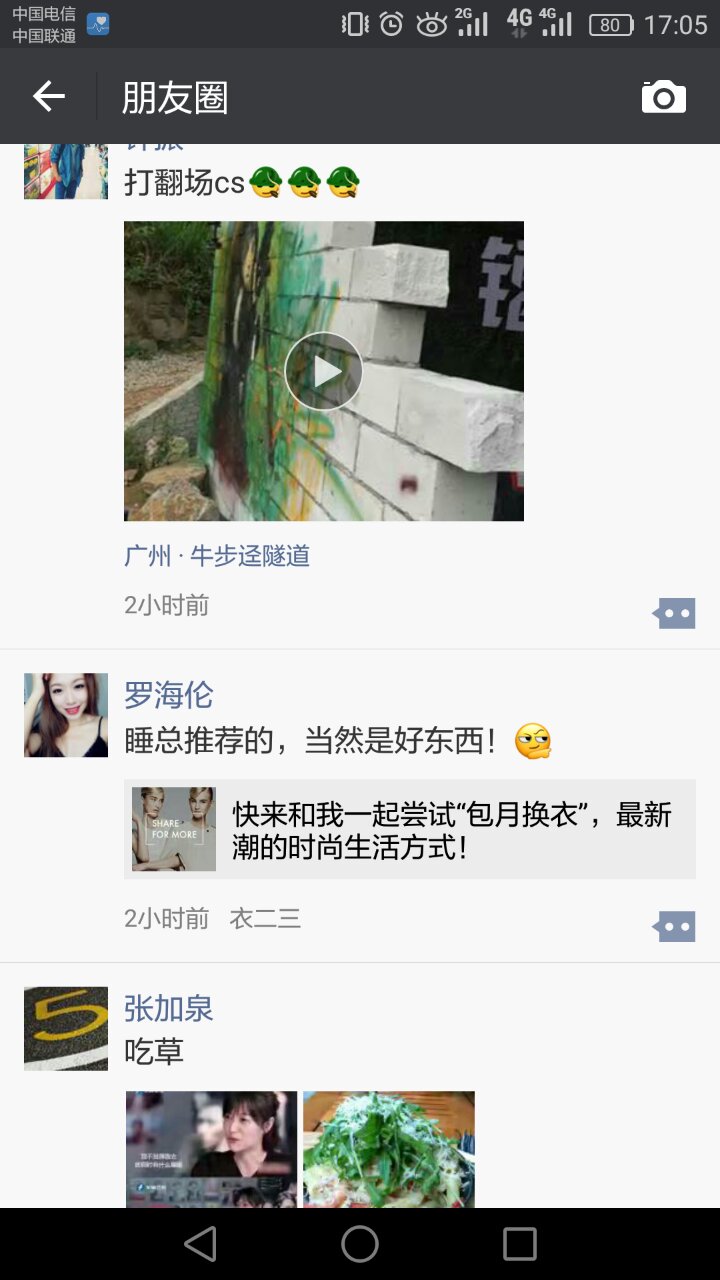 中国电信
中国联通
2G
4G
4G
80
17:05
朋友圈
打翻场cs
广州 · 牛步迳隧道
2小时前
罗海伦
睡总推荐的，当然是好东西！
SHARE
FOR MORE
快来和我一起尝试“包月换衣”，最新
潮的时尚生活方式！
2小时前 衣二三
张加泉
吃草
5